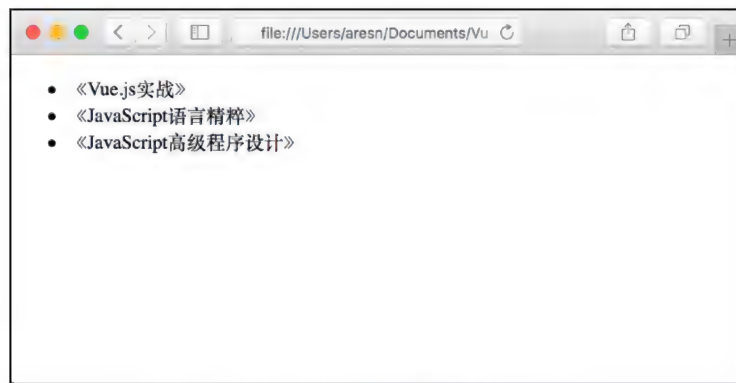 file:///Users/aresn/Documents/Vu
《Vue.js实战》
《JavaScript语言精粹》
《JavaScript高级程序设计》